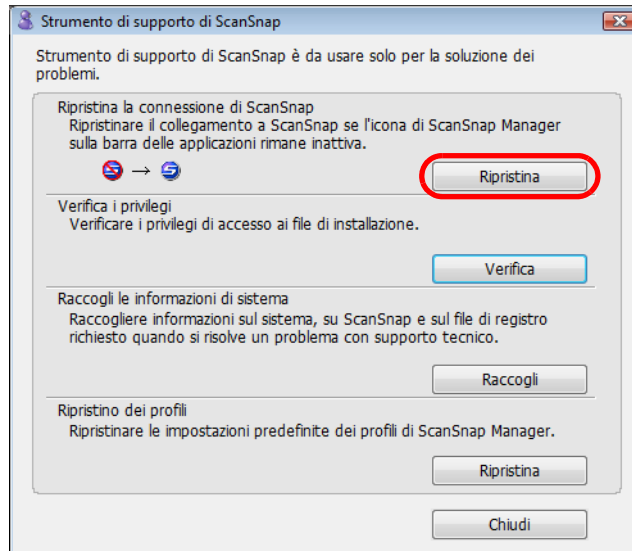 Strumento di supporto di ScanSnap
Strumento di supporto di ScanSnap è da usare solo per la soluzione dei
problemi.
Ripristina la connessione di ScanSnap
Ripristinare il collegamento a ScanSnap se l'icona di ScanSnap Manager
sulla barra delle applicazioni rimane inattiva.
Ripristina
Verifica i privilegi
Verificare i privilegi di accesso ai file di installazione.
Verifica
Raccogli le informazioni di sistema
Raccogliere informazioni sul sistema, su ScanSnap e sul file di registro
richiesto quando si risolve un problema con supporto tecnico.
Raccogli
Ripristino dei profili
Ripristinare le impostazioni predefinite dei profili di ScanSnap Manager.
Ripristina
Chiudi